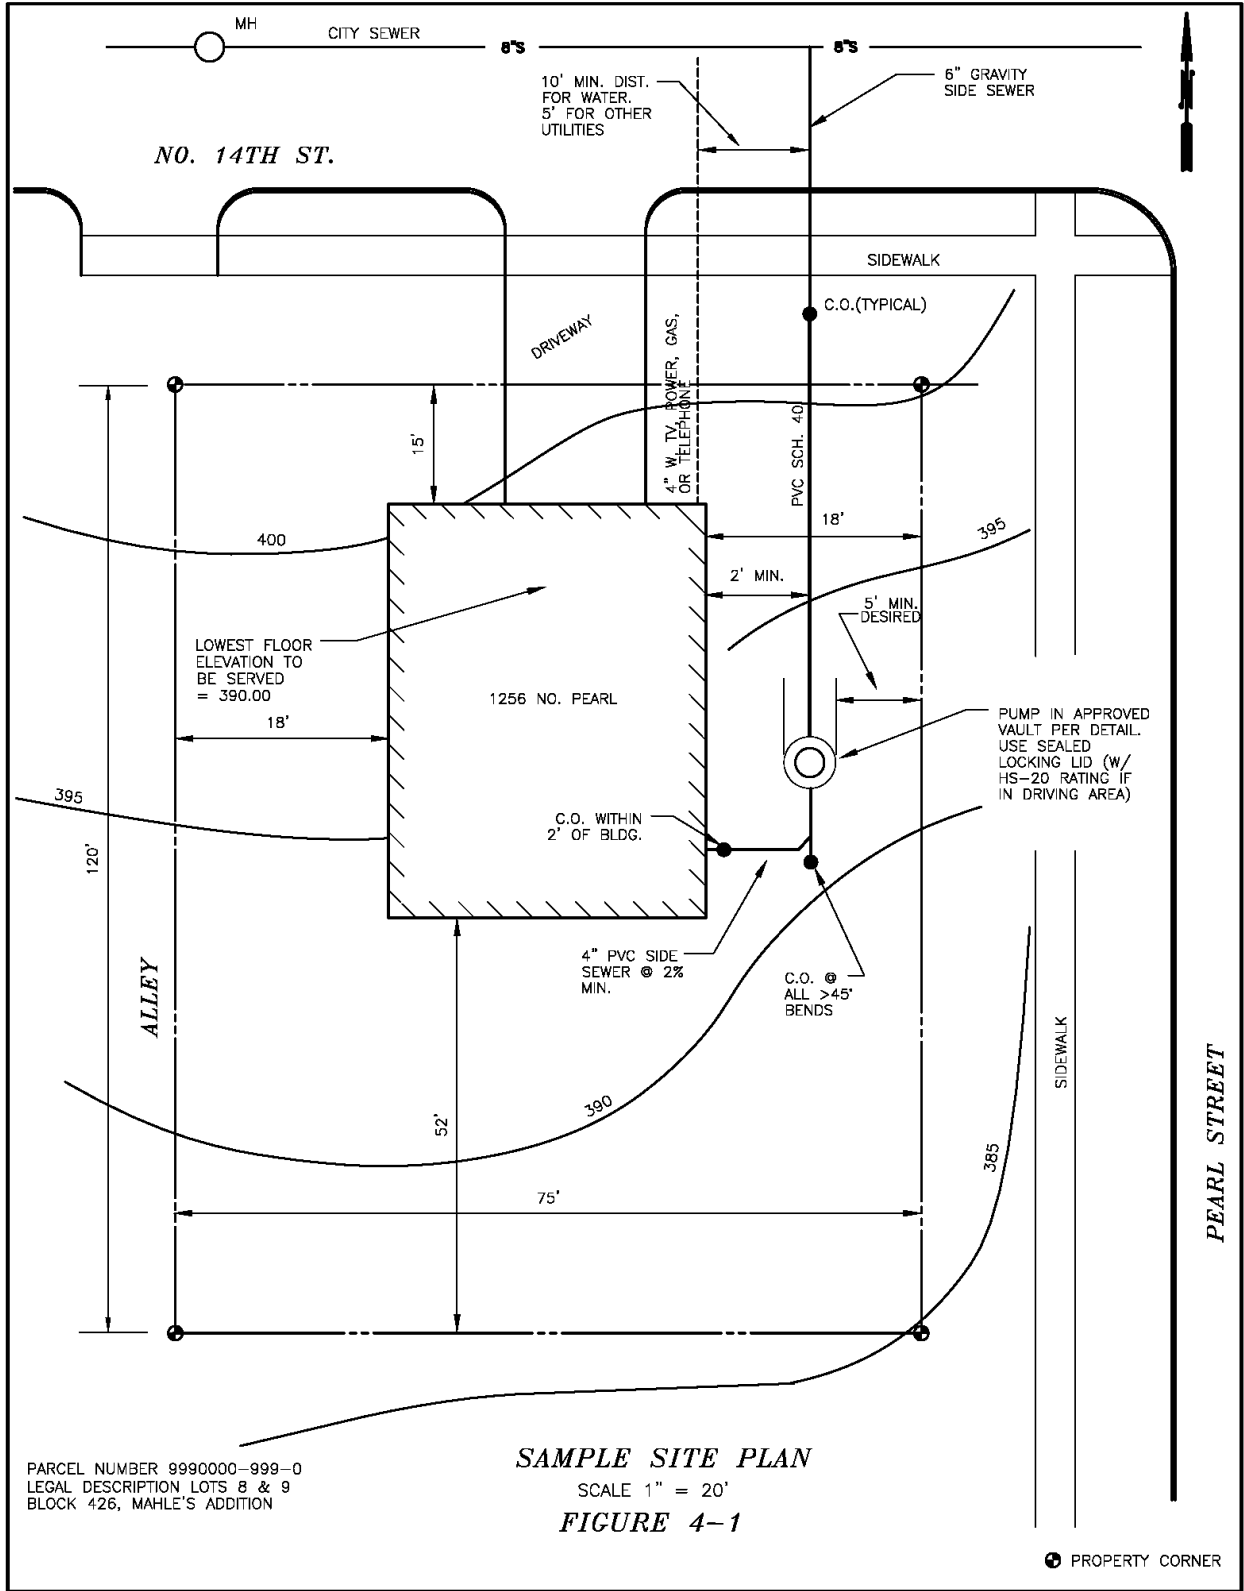 MH
CITY SEWER
8"S
8"S
10' MIN. DIST.
FOR WATER.
5' FOR OTHER
UTILITIES
6" GRAVITY
SIDE SEWER
N
NO. 14TH ST.
SIDEWALK
C.O.(TYPICAL)
DRIVEWAY
4" W, TV, POWER, GAS,
OR TELEPHONE
PVC SCH. 40
15'
18'
395
400
2' MIN.
5' MIN.
DESIRED
LOWEST FLOOR
ELEVATION TO
BE SERVED
= 390.00
1256 NO. PEARL
18'
PUMP IN APPROVED
VAULT PER DETAIL.
USE SEALED
LOCKING LID (W/
HS-20 RATING IF
IN DRIVING AREA)
395
C.O. WITHIN
2' OF BLDG.
120'
4" PVC SIDE
SEWER @ 2%
MIN.
C.O. @
ALL >45°
BENDS
ALLEY
SIDEWALK
390
52'
385
PEARL STREET
75'
SAMPLE SITE PLAN
SCALE 1" = 20'
FIGURE 4-1
PARCEL NUMBER 9990000-999-0
LEGAL DESCRIPTION LOTS 8 & 9
BLOCK 426, MAHLE'S ADDITION
PROPERTY CORNER